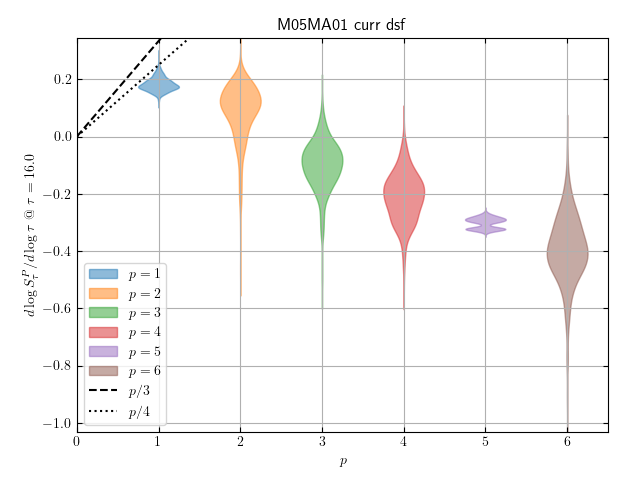 M05MA01 curr dsf
d log S_τ^p / d log τ @ τ = 16.0
0.2
0.0
−0.2
−0.4
−0.6
−0.8
−1.0
p = 1
p = 2
p = 3
p = 4
p = 5
p = 6
p/3
p/4
0 1 2 3 4 5 6
p